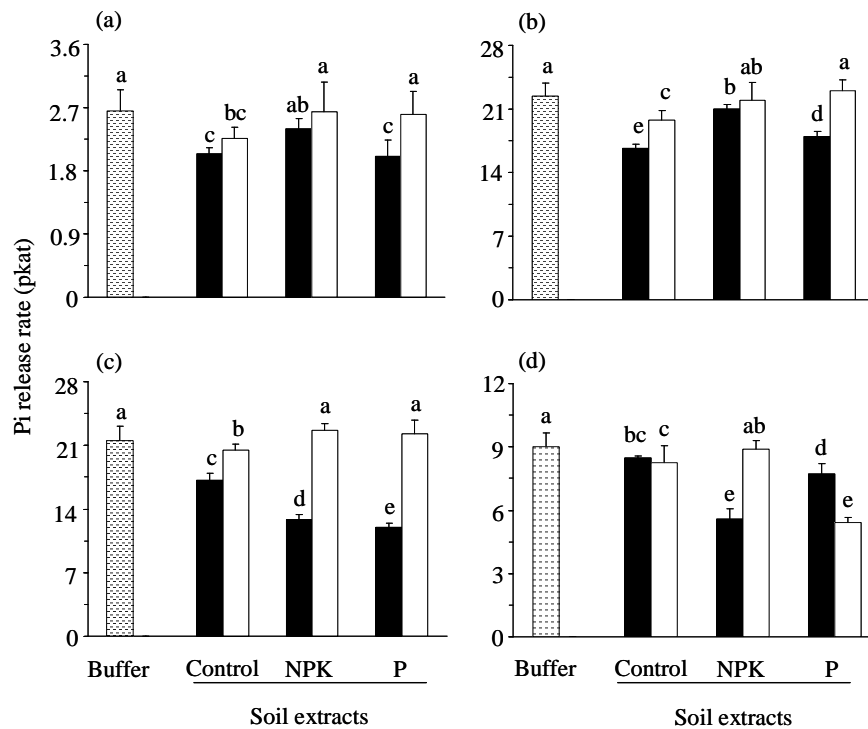 (a)
3.6
2.7
1.8
0.9
0
a
c
bc
ab
a
c
a
(b)
28
21
14
7
0
a
e
c
b
ab
d
a
Pi release rate (pkat)
(c)
28
21
14
7
0
a
c
b
d
a
e
a
Buffer Control NPK P
Soil extracts
(d)
12
9
6
3
0
a
bc
c
e
ab
d
e
Buffer Control NPK P
Soil extracts